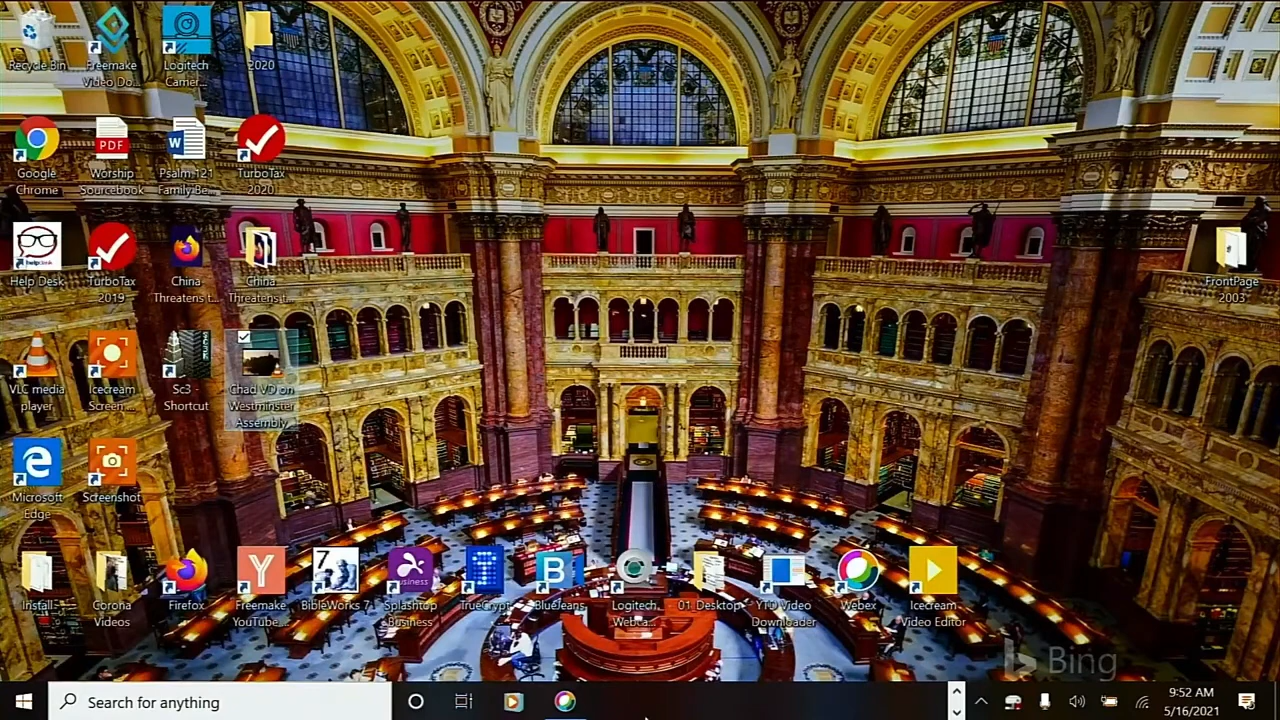 Recycle Bin
Freemake
Video Do...
Logitech
Camer...
2020
Google
Chrome
PDF
Worship
Sourcebook
Psalm 121
Family Be...
TurboTax
2020
helpdesk
Help Desk
TurboTax
2019
China
Threatens t...
China
Threatens t...
FrontPage
2003
VLC media
player
Icecream
Screen...
Sc3 -
Shortcut
Chad VD on
Westminster
Assembly
Microsoft
Edge
Screenshot
Install-
Corona
Videos
Firefox
Freemake
YouTube...
7
BibleWorks 7
business
Splashtop
Business
TrueCrypt
BlueJeans
Logitech
Webca...
01 Desktop
YTD Video
Downloader
Webex
Icecream
Video Editor
Bing
Search for anything
9:52 AM
5/16/2021